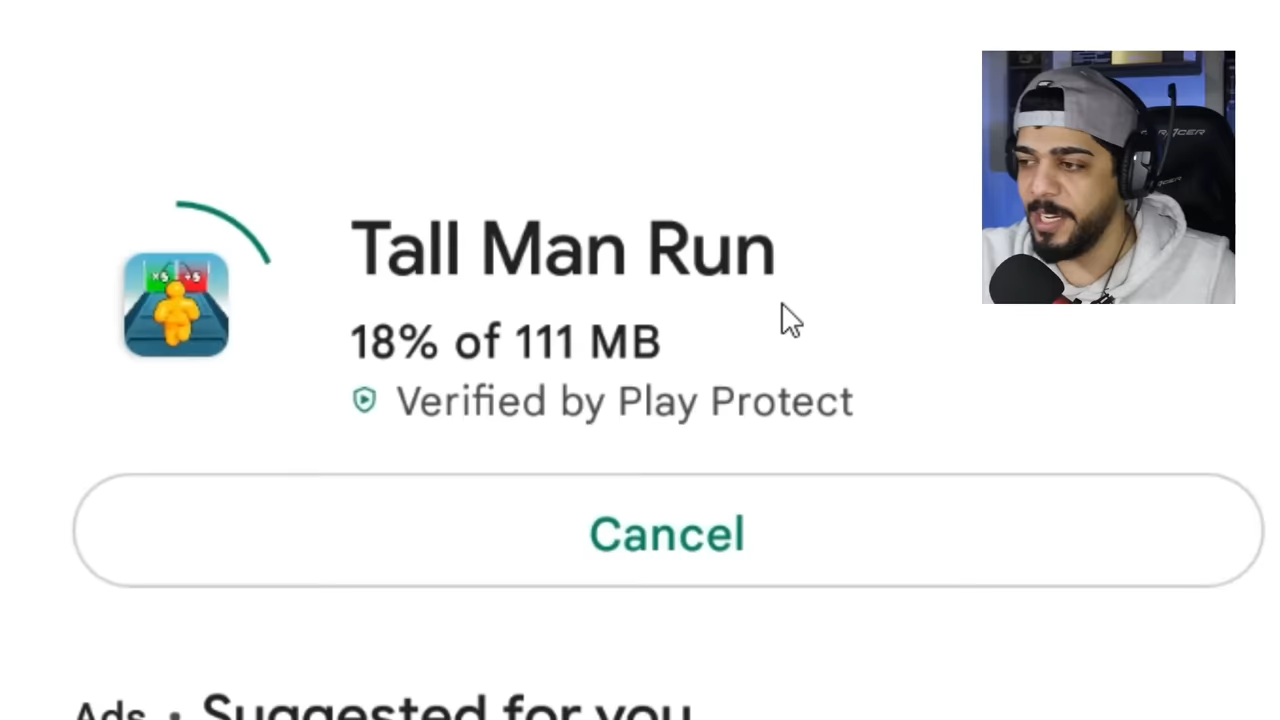 Tall Man Run
18% of 111 MB
Verified by Play Protect
Cancel
Ads • Suggested for you